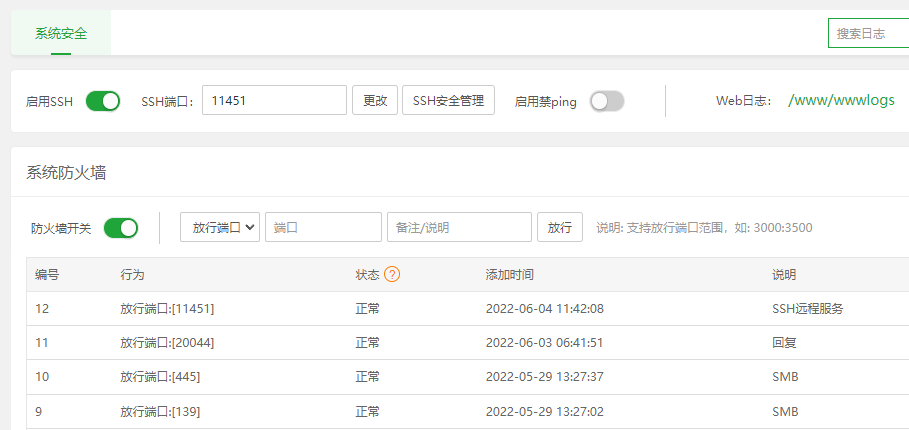 系统安全
搜索日志
启用SSH SSH端口： 11451 更改 SSH安全管理 启用禁ping Web日志： /www/wwwlogs
系统防火墙
防火墙开关 放行端口 端口 备注/说明 放行 说明: 支持放行端口范围，如: 3000:3500
编号 行为 状态 ? 添加时间 说明
12 放行端口:[11451] 正常 2022-06-04 11:42:08 SSH远程服务
11 放行端口:[20044] 正常 2022-06-03 06:41:51 回复
10 放行端口:[445] 正常 2022-05-29 13:27:37 SMB
9 放行端口:[139] 正常 2022-05-29 13:27:02 SMB